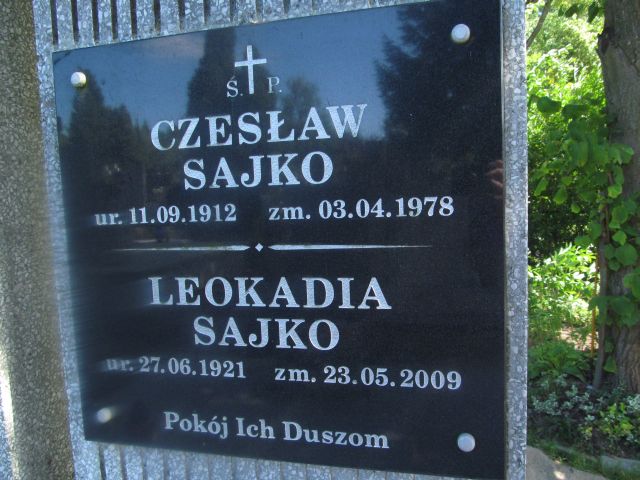 Ś. P.
CZESŁAW
SAJKO
ur. 11.09.1912 zm. 03.04.1978
LEOKADIA
SAJKO
ur. 27.06.1921 zm. 23.05.2009
Pokój Ich Duszom